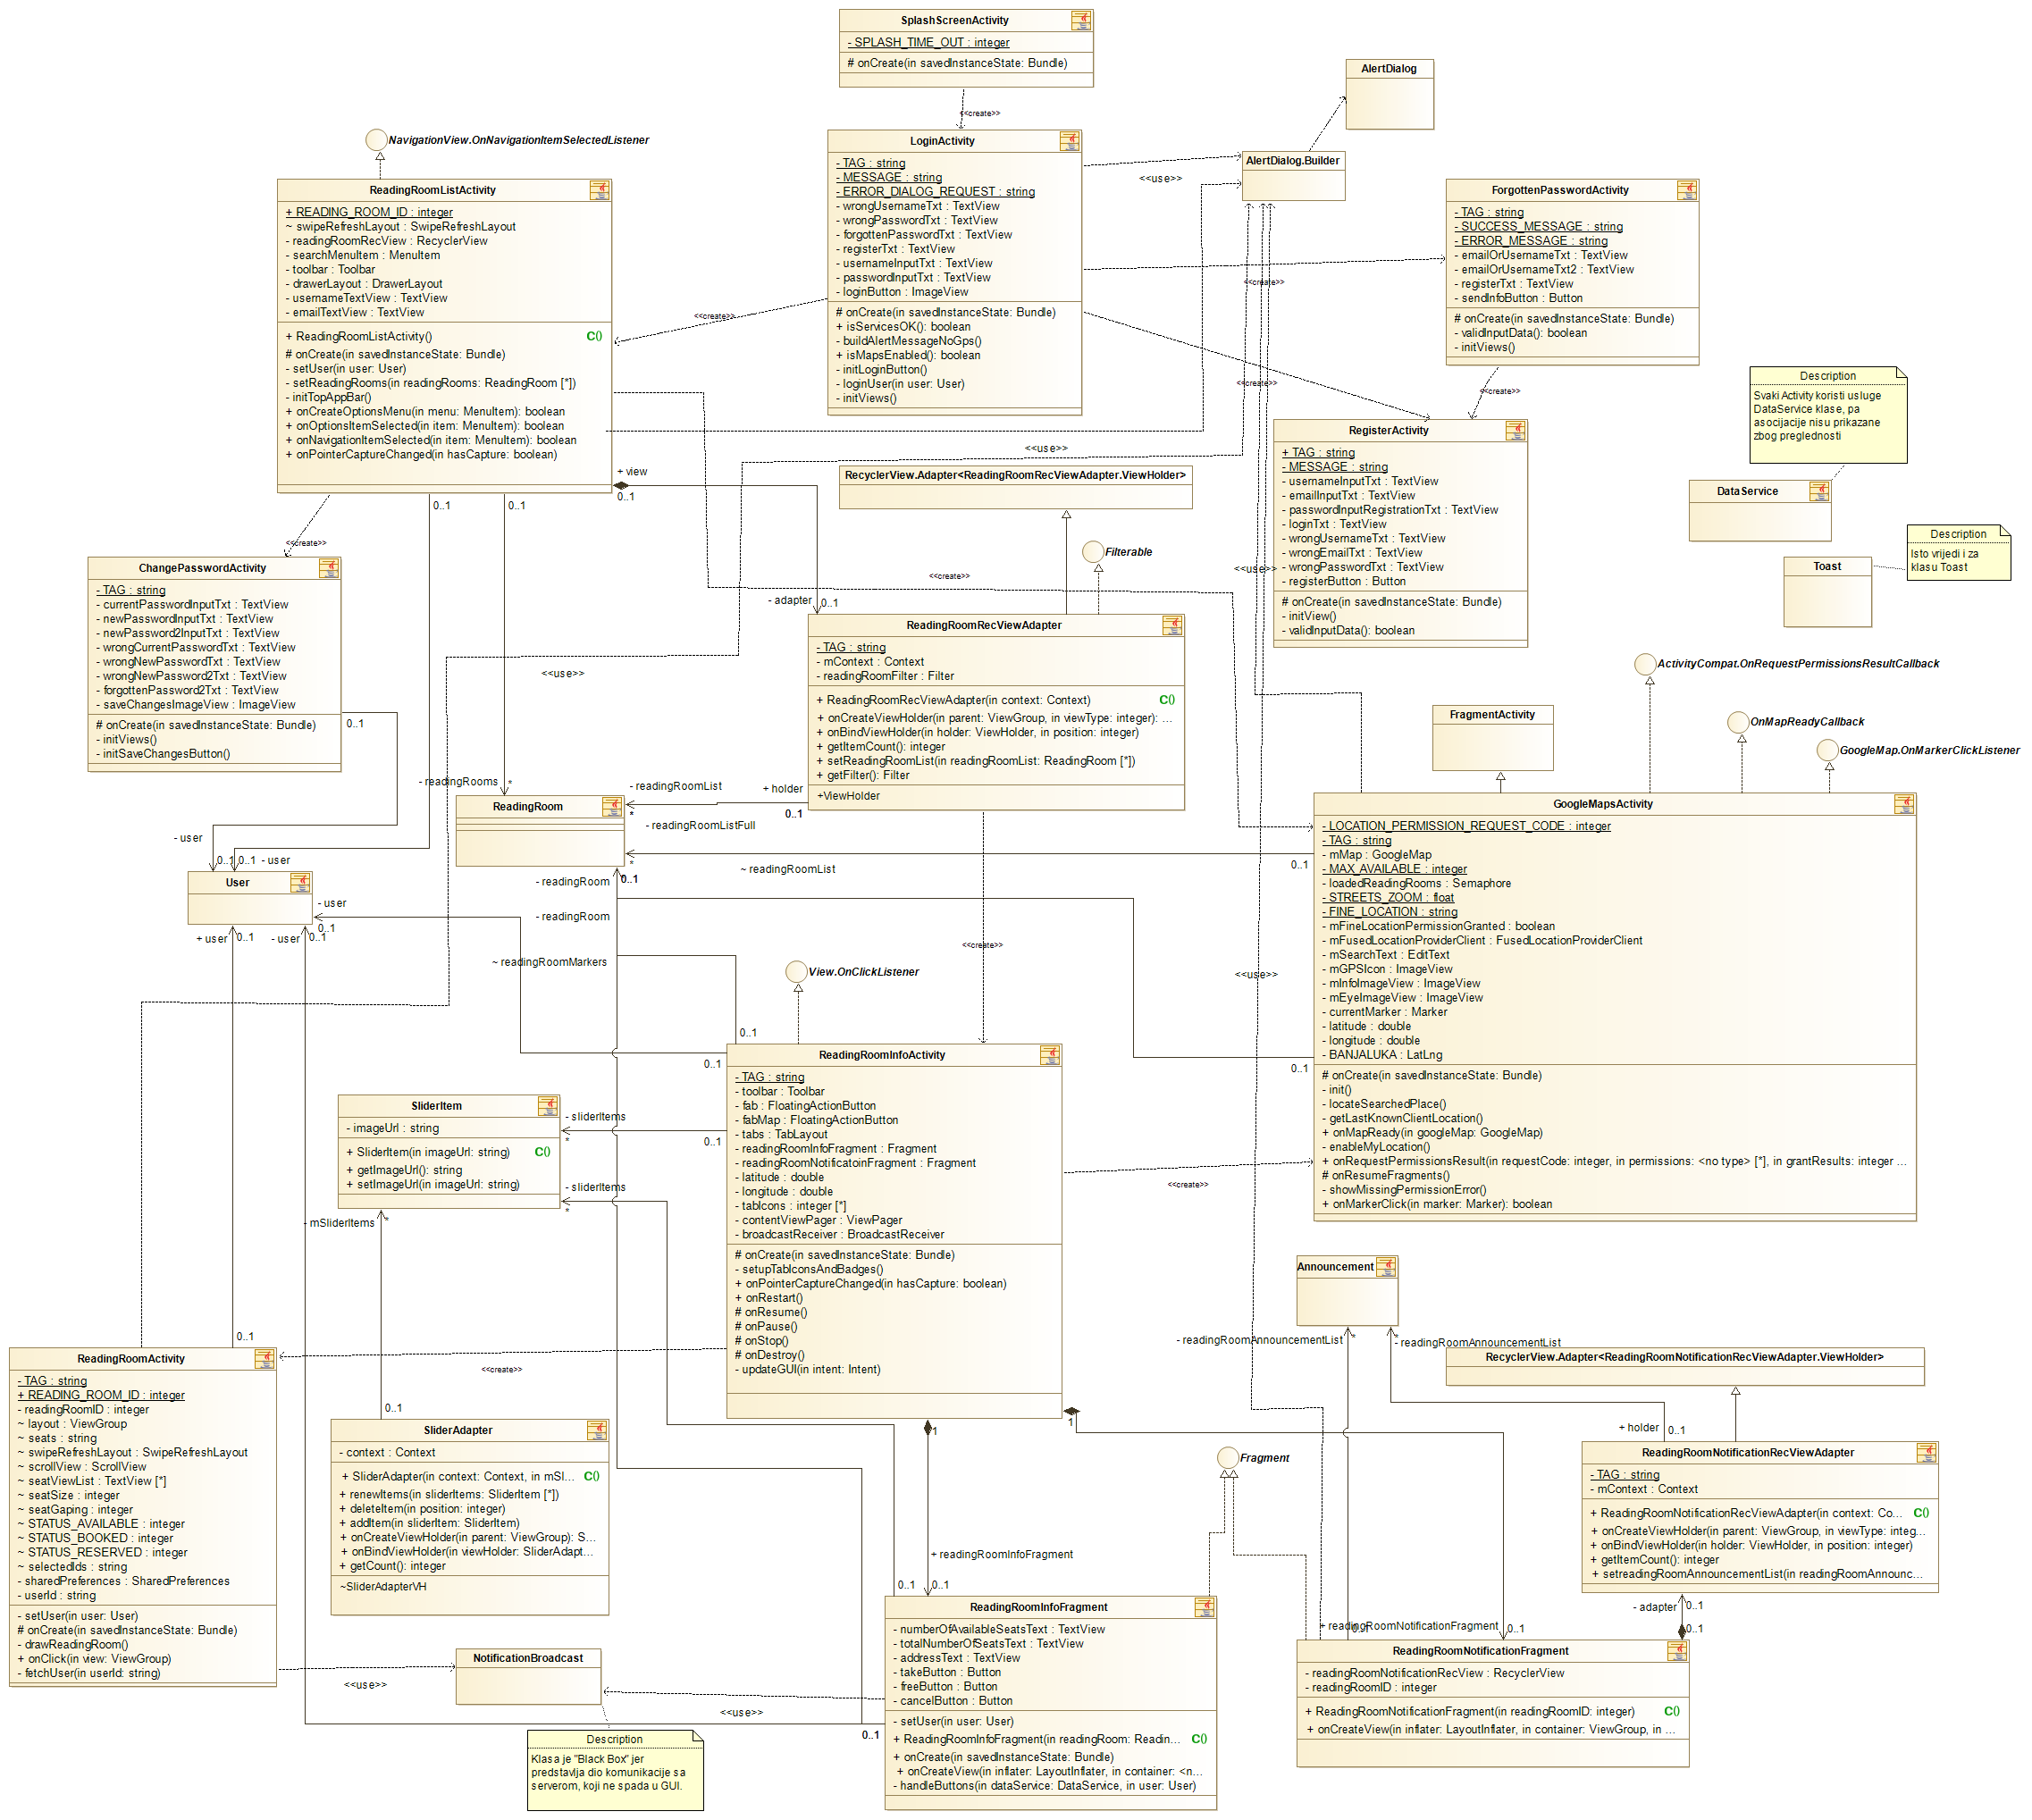 SplashScreenActivity
- SPLASH_TIME_OUT : integer
# onCreate(in savedInstanceState: Bundle)
<<create>>
AlertDialog
NavigationView.OnNavigationItemSelectedListener
LoginActivity
- TAG : string
- MESSAGE : string
- ERROR_DIALOG_REQUEST : string
- wrongUsernameTxt : TextView
- wrongPasswordTxt : TextView
- forgottenPasswordTxt : TextView
- registerTxt : TextView
- usernameInputTxt : TextView
- passwordInputTxt : TextView
- loginButton : ImageView
# onCreate(in savedInstanceState: Bundle)
+ isServicesOK(): boolean
- buildAlertMessageNoGps()
+ isMapsEnabled(): boolean
- initLoginButton()
- loginUser(in user: User)
- initViews()
AlertDialog.Builder
<<use>>
ForgottenPasswordActivity
- TAG : string
- SUCCESS_MESSAGE : string
- ERROR_MESSAGE : string
- emailOrUsernameTxt : TextView
- emailOrUsernameTxt2 : TextView
- registerTxt : TextView
- sendInfoButton : Button
# onCreate(in savedInstanceState: Bundle)
- validInputData(): boolean
- initViews()
<<create>>
<<create>>
<<create>>
<<create>>
ReadingRoomListActivity
+ READING_ROOM_ID : integer
~ swipeRefreshLayout : SwipeRefreshLayout
- readingRoomRecView : RecyclerView
- searchMenuItem : MenuItem
- toolbar : Toolbar
- drawerLayout : DrawerLayout
- usernameTextView : TextView
- emailTextView : TextView
+ ReadingRoomListActivity() C()
# onCreate(in savedInstanceState: Bundle)
- setUser(in user: User)
- setReadingRooms(in readingRooms: ReadingRoom [*])
- initTopAppBar()
+ onCreateOptionsMenu(in menu: MenuItem): boolean
+ onOptionsItemSelected(in item: MenuItem): boolean
+ onNavigationItemSelected(in item: MenuItem): boolean
+ onPointerCaptureChanged(in hasCapture: boolean)
+ view
0..1
0..1
0..1
<<use>>
<<create>>
Description
Svaki Activity koristi usluge
DataService klase, pa
asocijacije nisu prikazane
zbog preglednosti
DataService
Description
Isto vrijedi i za
klasu Toast
Toast
RegisterActivity
+ TAG : string
- MESSAGE : string
- usernameInputTxt : TextView
- emailInputTxt : TextView
- passwordInputRegistrationTxt : TextView
- loginTxt : TextView
- wrongUsernameTxt : TextView
- wrongEmailTxt : TextView
- wrongPasswordTxt : TextView
- registerButton : Button
# onCreate(in savedInstanceState: Bundle)
- initView()
- validInputData(): boolean
RecyclerView.Adapter<ReadingRoomRecViewAdapter.ViewHolder>
Filterable
<<create>>
<<use>>
<<use>>
ChangePasswordActivity
- TAG : string
- currentPasswordInputTxt : TextView
- newPasswordInputTxt : TextView
- newPassword2InputTxt : TextView
- wrongCurrentPasswordTxt : TextView
- wrongNewPasswordTxt : TextView
- wrongNewPassword2Txt : TextView
- forgottenPassword2Txt : TextView
- saveChangesImageView : ImageView
# onCreate(in savedInstanceState: Bundle)
- initViews()
- initSaveChangesButton()
0..1
- adapter
0..1
ReadingRoomRecViewAdapter
- TAG : string
- mContext : Context
- readingRoomFilter : Filter
+ ReadingRoomRecViewAdapter(in context: Context) C()
+ onCreateViewHolder(in parent: ViewGroup, in viewType: integer): ...
+ onBindViewHolder(in holder: ViewHolder, in position: integer)
+ getItemCount(): integer
+ setReadingRoomList(in readingRoomList: ReadingRoom [*])
+ getFilter(): Filter
+ViewHolder
- readingRooms
*
ReadingRoom
- readingRoomList
*
+ holder
0..1
- readingRoomListFull
*
~ readingRoomList
0..1
ActivityCompat.OnRequestPermissionsResultCallback
OnMapReadyCallback
GoogleMap.OnMarkerClickListener
FragmentActivity
GoogleMapsActivity
- LOCATION_PERMISSION_REQUEST_CODE : integer
- TAG : string
- mMap : GoogleMap
- MAX_AVAILABLE : integer
- loadedReadingRooms : Semaphore
- STREETS_ZOOM : float
- FINE_LOCATION : string
- mFineLocationPermissionGranted : boolean
- mFusedLocationProviderClient : FusedLocationProviderClient
- mSearchText : EditText
- mGPSIcon : ImageView
- mInfoImageView : ImageView
- mEyeImageView : ImageView
- currentMarker : Marker
- latitude : double
- longitude : double
- BANJALUKA : LatLng
# onCreate(in savedInstanceState: Bundle)
- init()
- locateSearchedPlace()
- getLastKnownClientLocation()
+ onMapReady(in googleMap: GoogleMap)
- enableMyLocation()
+ onRequestPermissionsResult(in requestCode: integer, in permissions: <no type> [*], in grantResults: integer ...
# onResumeFragments()
- showMissingPermissionError()
+ onMarkerClick(in marker: Marker): boolean
- user
0..1
0..1
- user
User
- user
0..1
+ user
0..1
- user
0..1
- readingRoom
0..1
- readingRoom
~ readingRoomMarkers
<<create>>
<<use>>
View.OnClickListener
0..1
0..1
0..1
0..1
ReadingRoomInfoActivity
- TAG : string
- toolbar : Toolbar
- fab : FloatingActionButton
- fabMap : FloatingActionButton
- tabs : TabLayout
- readingRoomInfoFragment : Fragment
- readingRoomNotificatoinFragment : Fragment
- latitude : double
- longitude : double
- tabIcons : integer [*]
- contentViewPager : ViewPager
- broadcastReceiver : BroadcastReceiver
# onCreate(in savedInstanceState: Bundle)
- setupTabIconsAndBadges()
+ onPointerCaptureChanged(in hasCapture: boolean)
+ onRestart()
# onResume()
# onPause()
# onStop()
# onDestroy()
- updateGUI(in intent: Intent)
<<create>>
SliderItem
- imageUrl : string
+ SliderItem(in imageUrl: string) C()
+ getImageUrl(): string
+ setImageUrl(in imageUrl: string)
- sliderItems
*
- sliderItems
*
- mSliderItems
*
Announcement
- readingRoomAnnouncementList
*
- readingRoomAnnouncementList
RecyclerView.Adapter<ReadingRoomNotificationRecViewAdapter.ViewHolder>
0..1
ReadingRoomActivity
- TAG : string
+ READING_ROOM_ID : integer
- readingRoomID : integer
~ layout : ViewGroup
~ seats : string
~ swipeRefreshLayout : SwipeRefreshLayout
~ scrollView : ScrollView
~ seatViewList : TextView [*]
~ seatSize : integer
~ seatGaping : integer
~ STATUS_AVAILABLE : integer
~ STATUS_BOOKED : integer
~ STATUS_RESERVED : integer
~ selectedIds : string
- sharedPreferences : SharedPreferences
- userId : string
- setUser(in user: User)
# onCreate(in savedInstanceState: Bundle)
- drawReadingRoom()
+ onClick(in view: ViewGroup)
- fetchUser(in userId: string)
<<create>>
0..1
SliderAdapter
- context : Context
+ SliderAdapter(in context: Context, in mSl... C()
+ renewItems(in sliderItems: SliderItem [*])
+ deleteItem(in position: integer)
+ addItem(in sliderItem: SliderItem)
+ onCreateViewHolder(in parent: ViewGroup): S...
+ onBindViewHolder(in viewHolder: SliderAdapt...
+ getCount(): integer
~SliderAdapterVH
1
1
Fragment
+ holder
0..1
ReadingRoomNotificationRecViewAdapter
- TAG : string
- mContext : Context
+ ReadingRoomNotificationRecViewAdapter(in context: Co... C()
+ onCreateViewHolder(in parent: ViewGroup, in viewType: integ...
+ onBindViewHolder(in holder: ViewHolder, in position: integer)
+ getItemCount(): integer
+ setreadingRoomAnnouncementList(in readingRoomAnnounc...
- adapter
0..1
0..1
+ readingRoomInfoFragment
0..1
0..1
+ readingRoomNotificationFragment
0..1
0..1
ReadingRoomInfoFragment
- numberOfAvailableSeatsText : TextView
- totalNumberOfSeatsText : TextView
- addressText : TextView
- takeButton : Button
- freeButton : Button
- cancelButton : Button
- setUser(in user: User)
+ ReadingRoomInfoFragment(in readingRoom: Readin... C()
+ onCreate(in savedInstanceState: Bundle)
+ onCreateView(in inflater: LayoutInflater, in container: <n...
- handleButtons(in dataService: DataService, in user: User)
ReadingRoomNotificationFragment
- readingRoomNotificationRecView : RecyclerView
- readingRoomID : integer
+ ReadingRoomNotificationFragment(in readingRoomID: integer) C()
+ onCreateView(in inflater: LayoutInflater, in container: ViewGroup, in ...
NotificationBroadcast
<<use>>
<<use>>
0..1
Description
Klasa je "Black Box" jer
predstavlja dio komunikacije sa
serverom, koji ne spada u GUI.